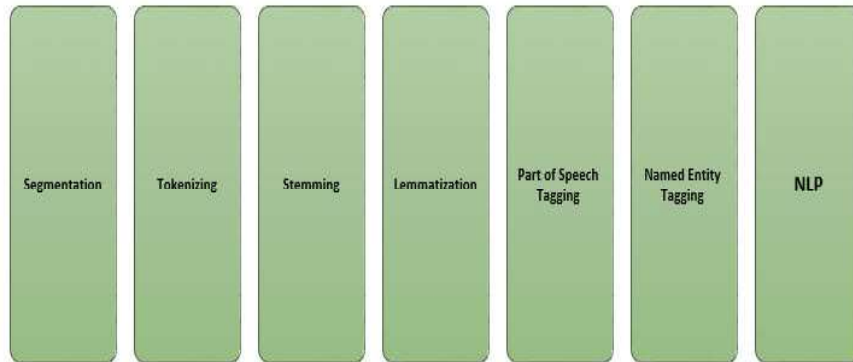 Segmentation
Tokenizing
Stemming
Lemmatization
Part of Speech
Tagging
Named Entity
Tagging
NLP